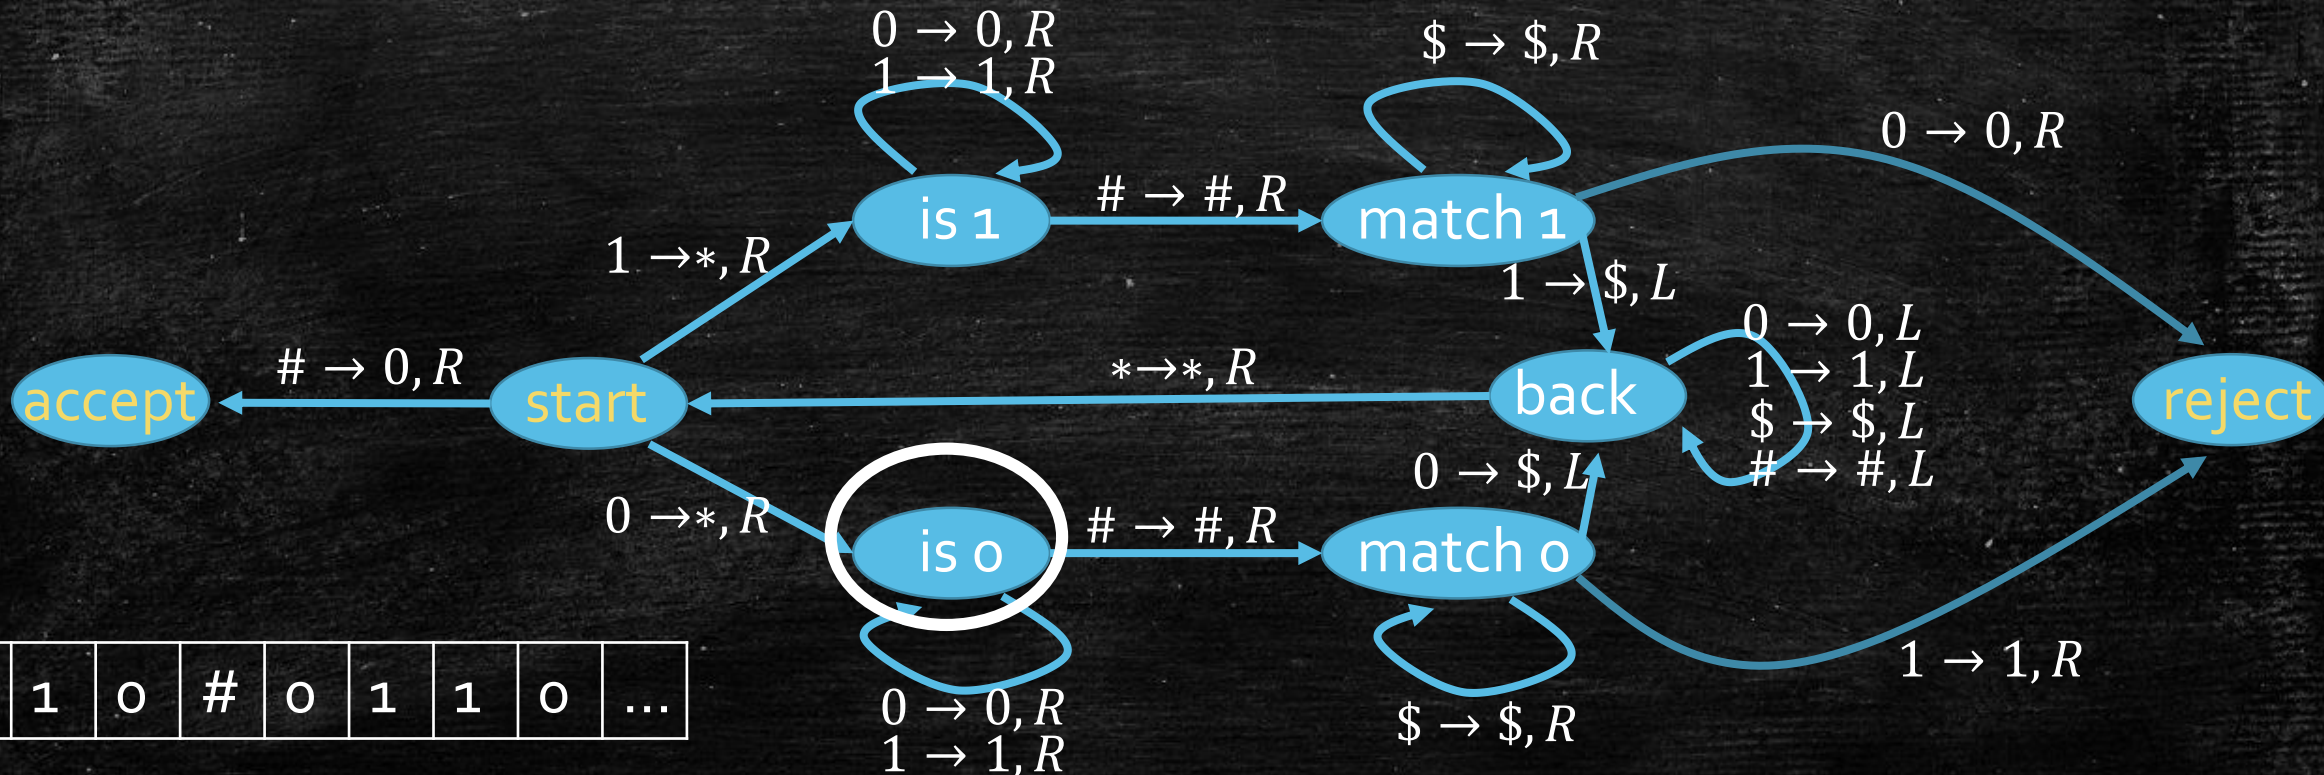 0 → 0, R
1 → 1, R
$ → $, R
0 → 0, R
is 1
# → #, R
match 1
1 →*, R
1 → $, L
0 → 0, L
1 → 1, L
$ → $, L
# → #, L
accept
# → 0, R
start
*→*, R
back
reject
0 →*, R
0 → $, L
is 0
# → #, R
match 0
1 → 1, R
1 0 # 0 1 1 0 ...
0 → 0, R
1 → 1, R
$ → $, R